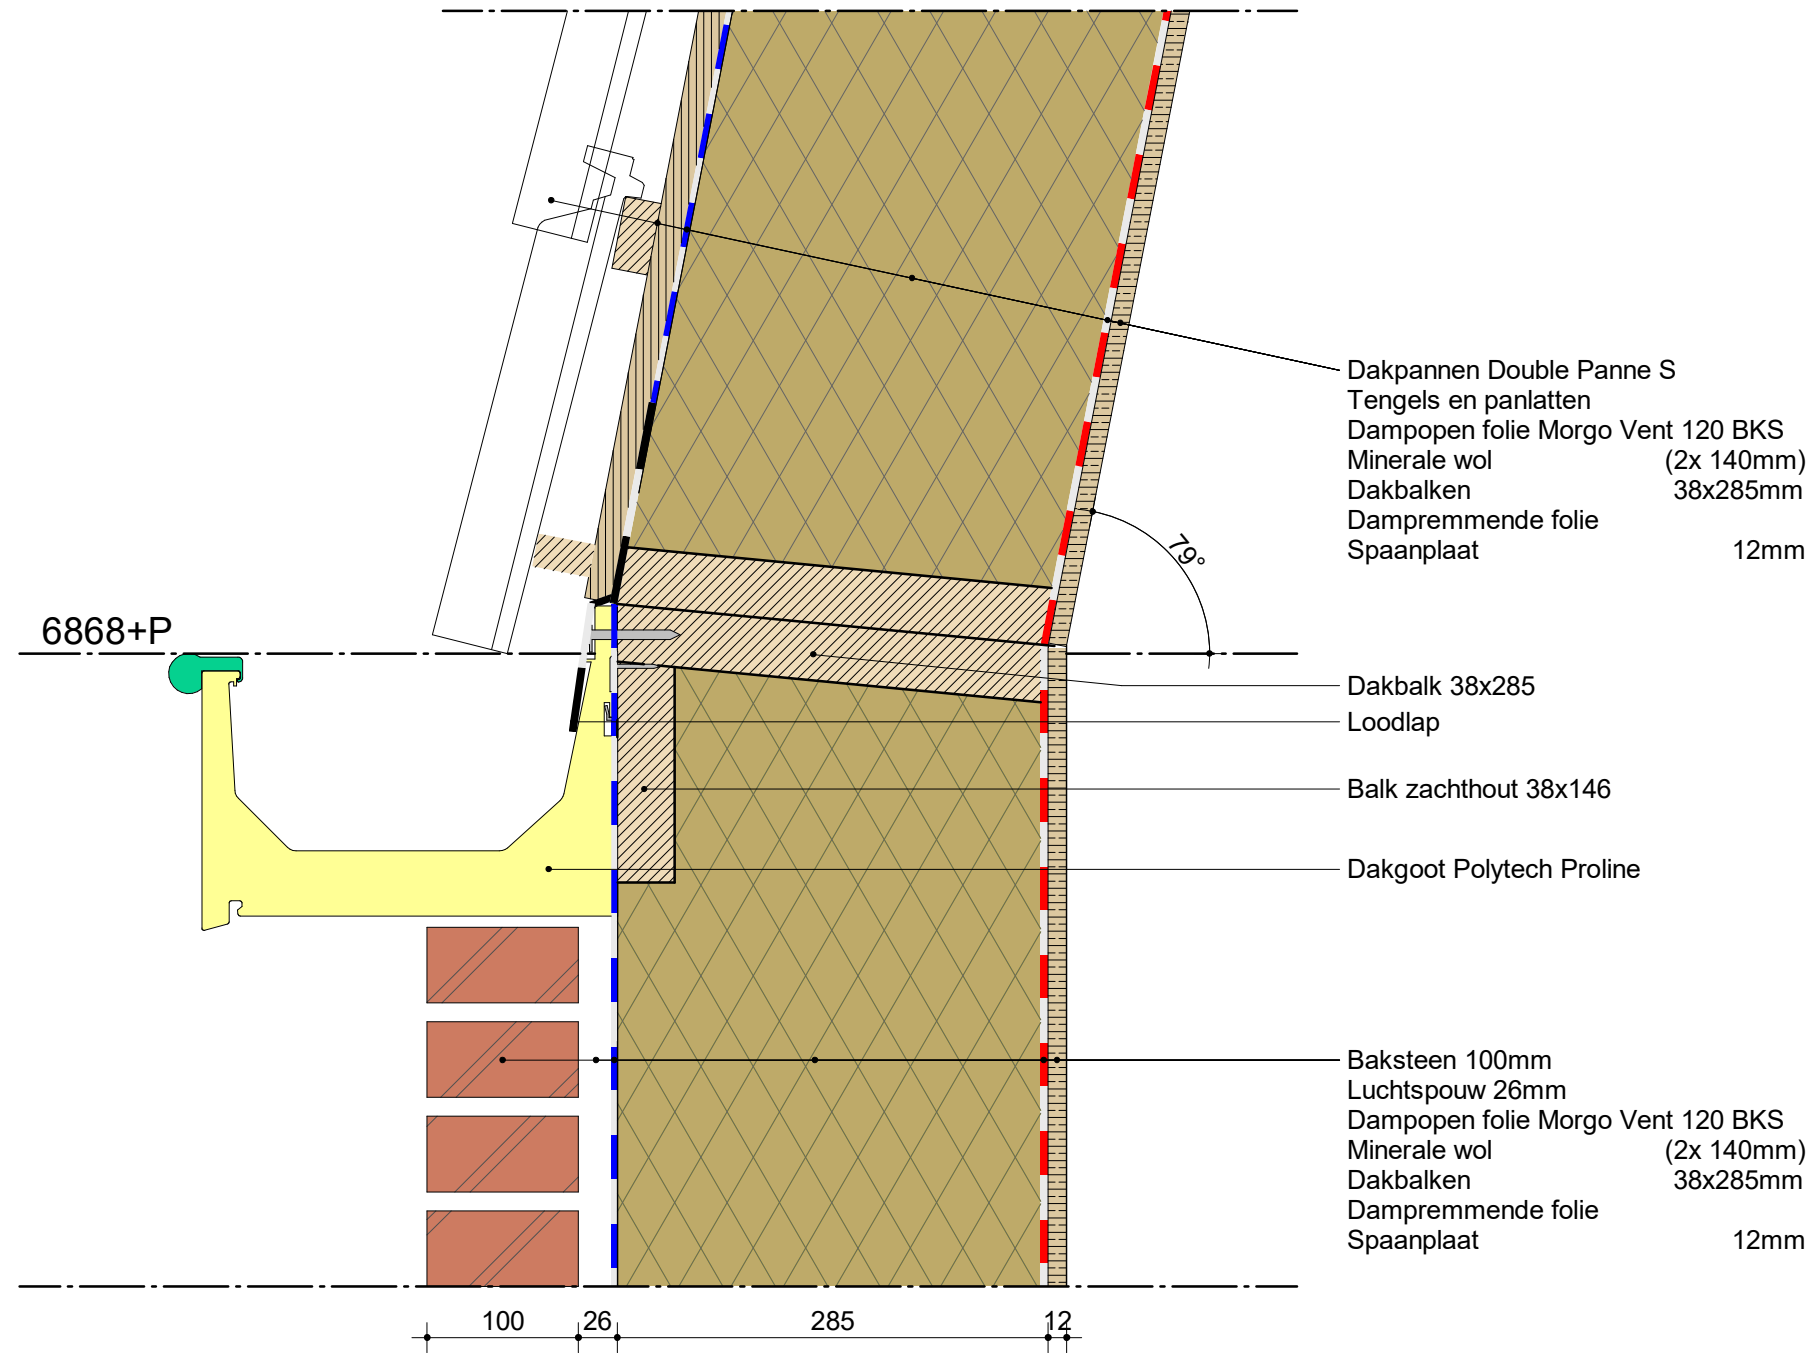 Dakpannen Double Panne S
Tengels en panlatten
Dampopen folie Morgo Vent 120 BKS
Minerale wol (2x 140mm)
Dakbalken 38x285mm
Dampremmende folie
Spaanplaat 12mm
79°
6868+P
Dakbalk 38x285
Loodlap
Balk zachthout 38x146
Dakgoot Polytech Proline
Baksteen 100mm
Luchtspouw 26mm
Dampopen folie Morgo Vent 120 BKS
Minerale wol (2x 140mm)
Dakbalken 38x285mm
Dampremmende folie
Spaanplaat 12mm
100 26 285 12